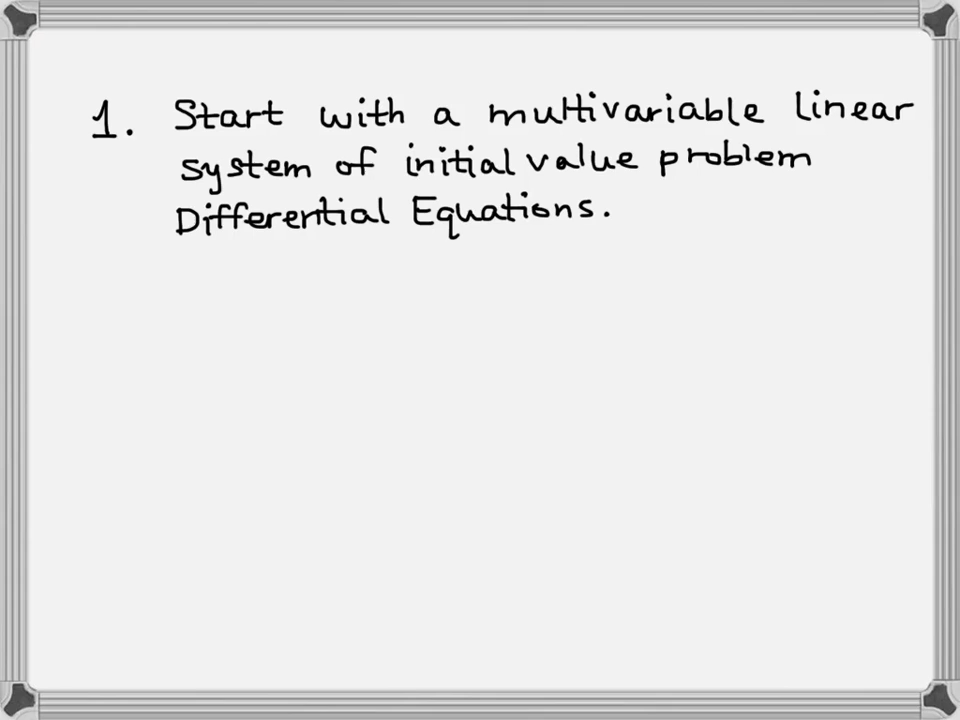 1. Start with a multivariable linear
system of initial value problem
Differential Equations.